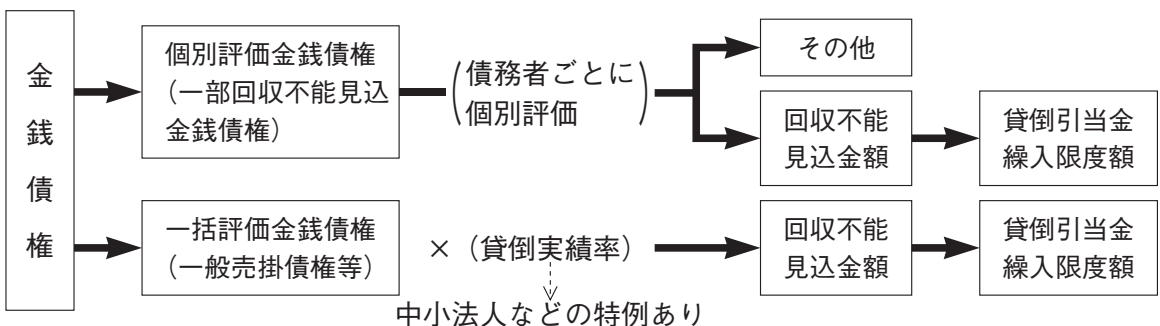 金銭債権
個別評価金銭債権
（一部回収不能見込
金銭債権）
（債務者ごとに
個別評価）
その他
回収不能
見込金額
貸倒引当金
繰入限度額
一括評価金銭債権
（一般売掛債権等）
×（貸倒実績率）
回収不能
見込金額
貸倒引当金
繰入限度額
中小法人などの特例あり